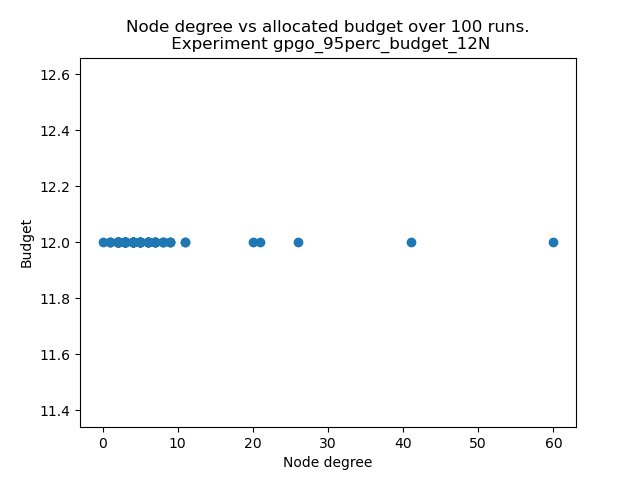 Node degree vs allocated budget over 100 runs.
Experiment gpgo_95perc_budget_12N
12.6
12.4
12.2
12.0
11.8
11.6
11.4
Budget
0 10 20 30 40 50 60
Node degree